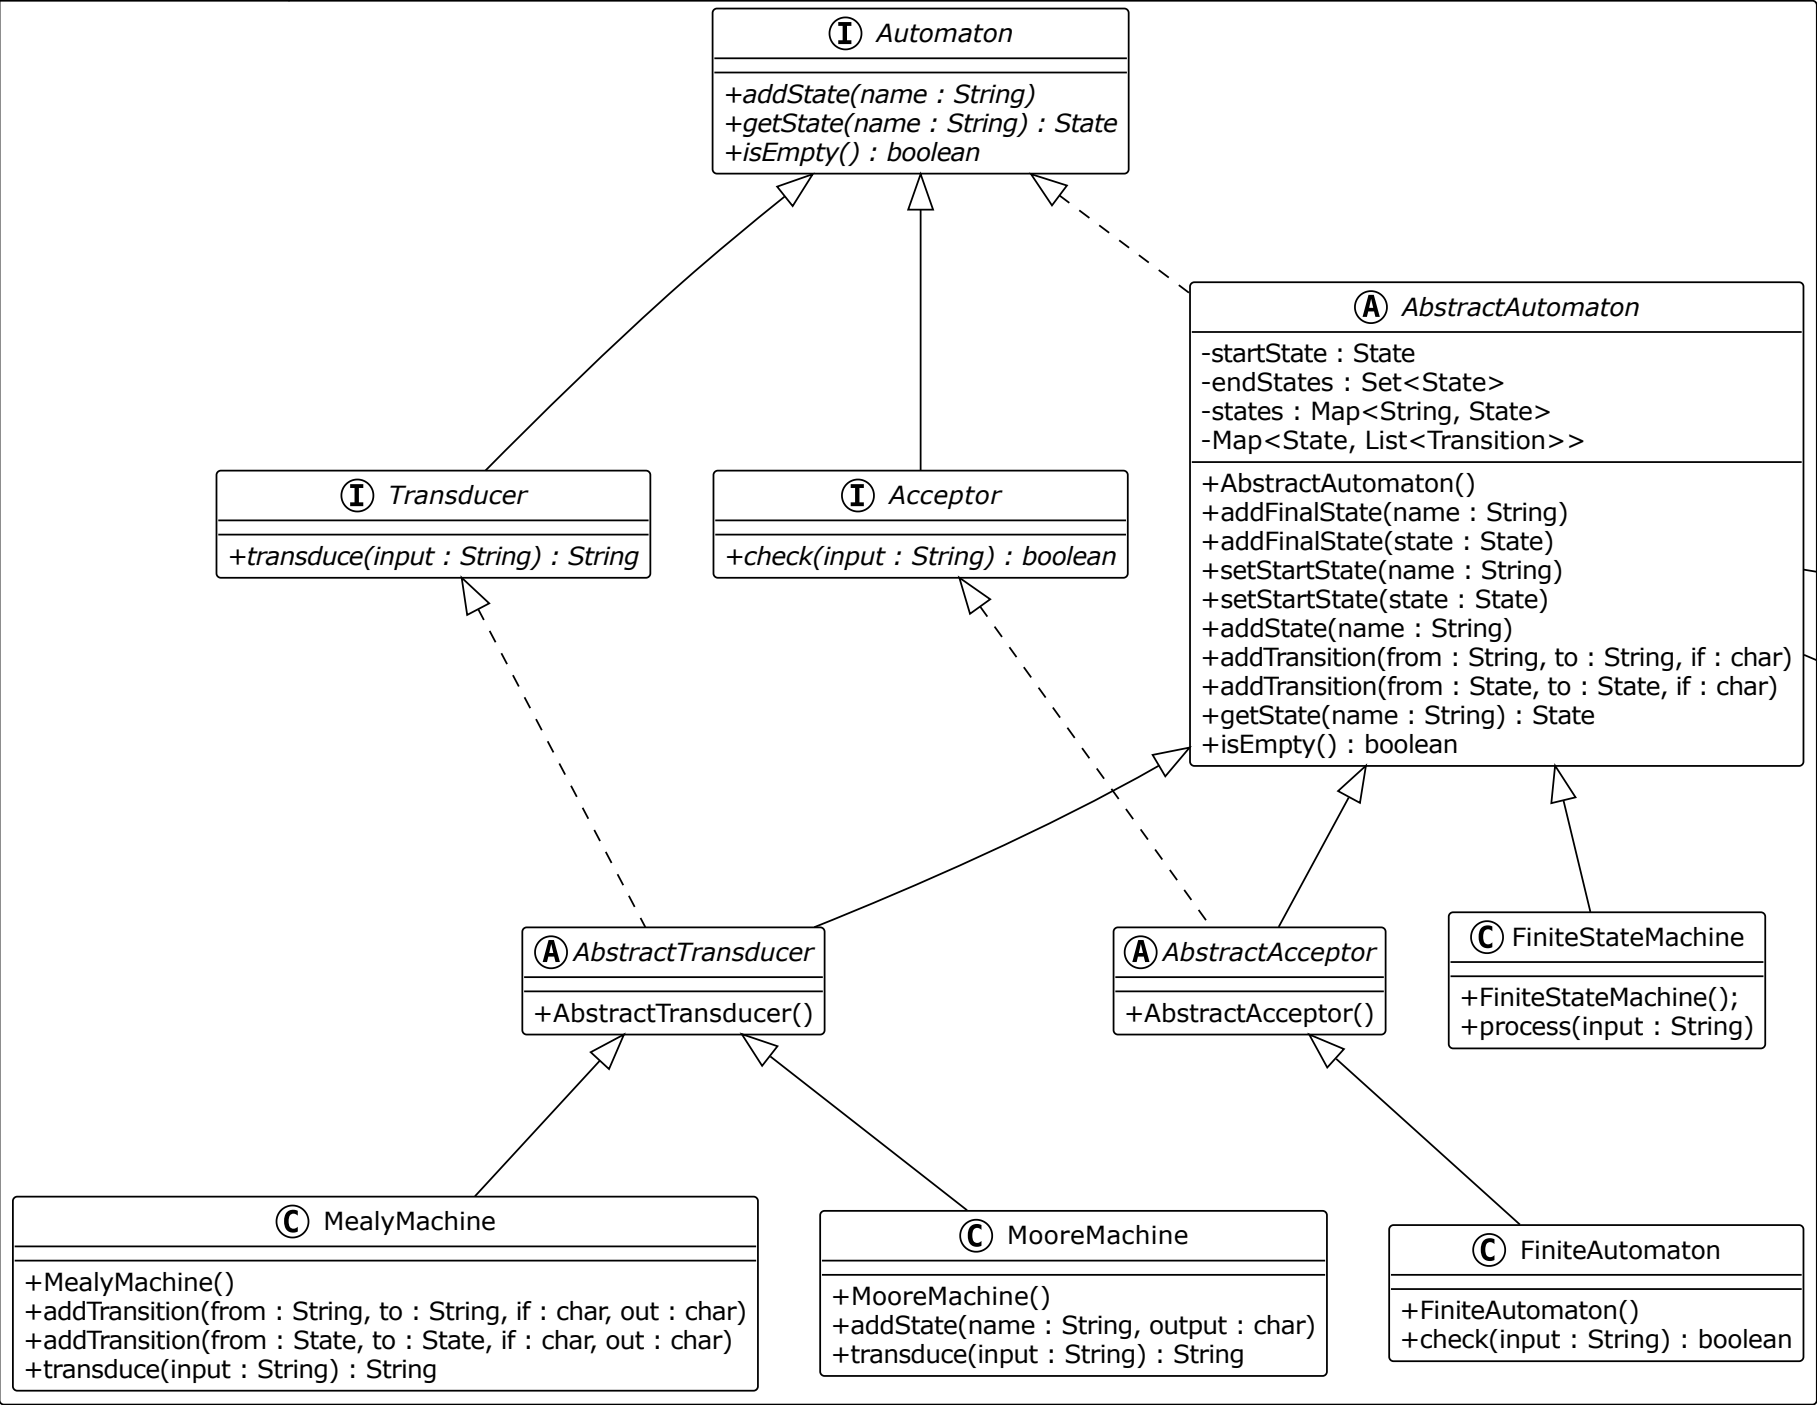 I Automaton
+addState(name : String)
+getState(name : String) : State
+isEmpty() : boolean
A AbstractAutomaton
-startState : State
-endStates : Set<State>
-states : Map<String, State>
-Map<State, List<Transition>>
+AbstractAutomaton()
+addFinalState(name : String)
+addFinalState(state : State)
+setStartState(name : String)
+setStartState(state : State)
+addState(name : String)
+addTransition(from : String, to : String, if : char)
+addTransition(from : State, to : State, if : char)
+getState(name : String) : State
+isEmpty() : boolean
I Transducer
+transduce(input : String) : String
I Acceptor
+check(input : String) : boolean
A AbstractTransducer
+AbstractTransducer()
A AbstractAcceptor
+AbstractAcceptor()
C FiniteStateMachine
+FiniteStateMachine();
+process(input : String)
C MealyMachine
+MealyMachine()
+addTransition(from : String, to : String, if : char, out : char)
+addTransition(from : State, to : State, if : char, out : char)
+transduce(input : String) : String
C MooreMachine
+MooreMachine()
+addState(name : String, output : char)
+transduce(input : String) : String
C FiniteAutomaton
+FiniteAutomaton()
+check(input : String) : boolean